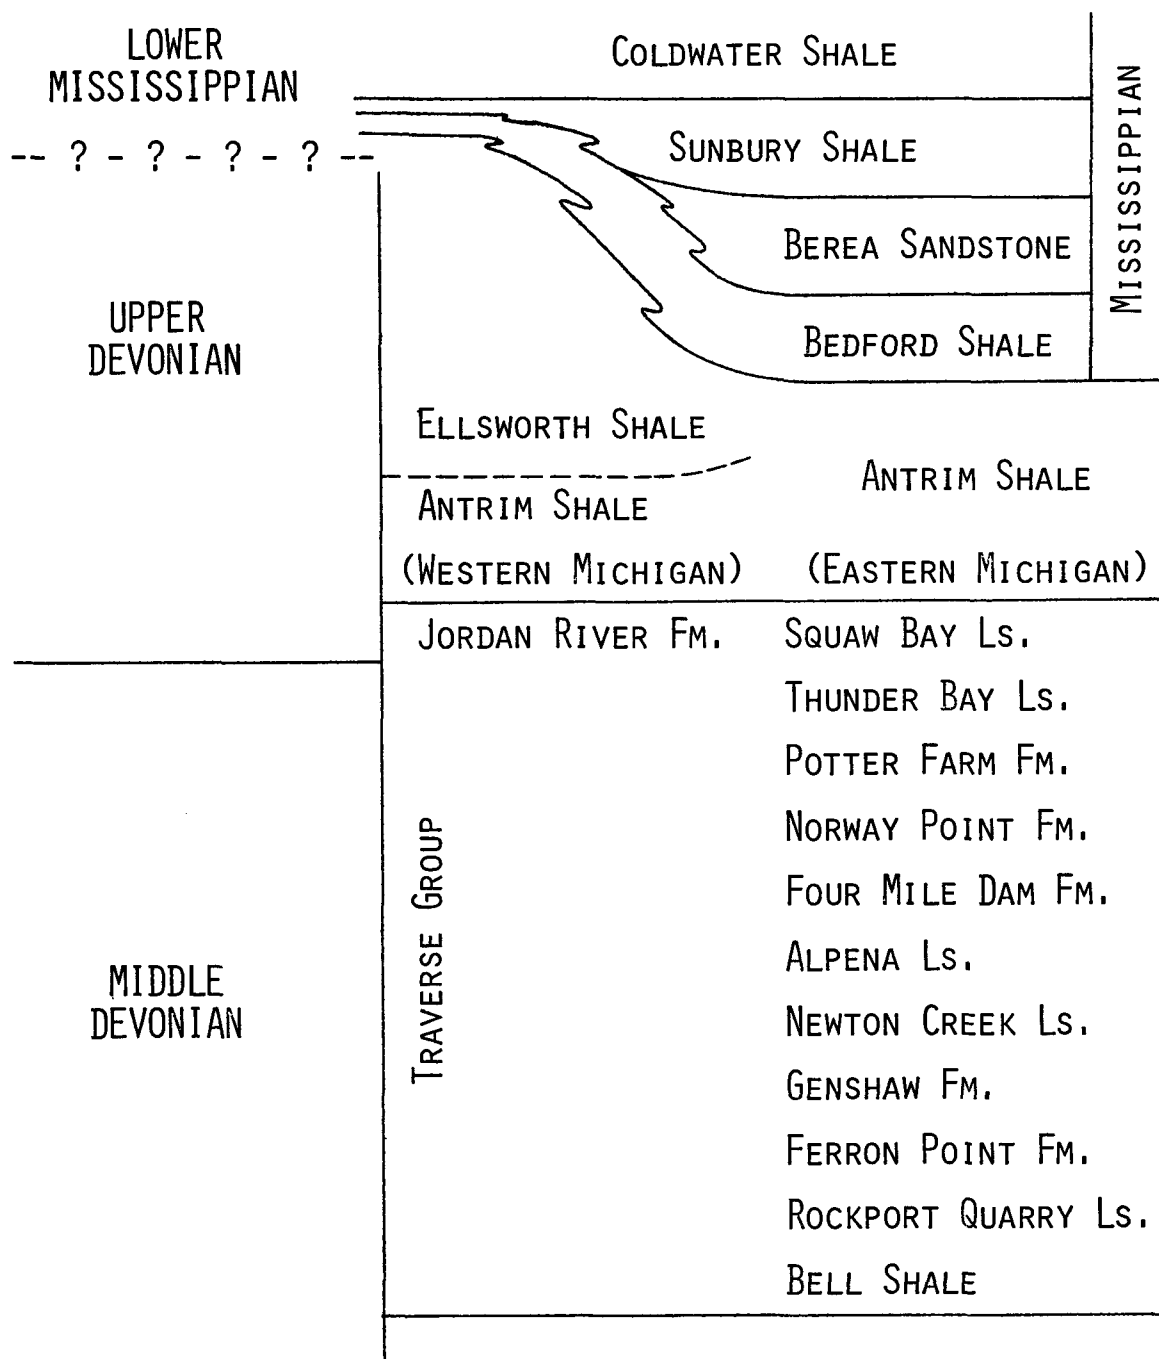 LOWER
MISSISSIPPIAN
-- ? - ? - ? - ? --
UPPER
DEVONIAN
MIDDLE
DEVONIAN
COLDWATER SHALE
SUNBURY SHALE
BEREA SANDSTONE
BEDFORD SHALE
MISSISSIPPIAN
ELLSWORTH SHALE
ANTRIM SHALE
(WESTERN MICHIGAN)
ANTRIM SHALE
(EASTERN MICHIGAN)
JORDAN RIVER FM.
TRAVERSE GROUP
SQUAW BAY LS.
THUNDER BAY LS.
POTTER FARM FM.
NORWAY POINT FM.
FOUR MILE DAM FM.
ALPENA LS.
NEWTON CREEK LS.
GENSHAW FM.
FERRON POINT FM.
ROCKPORT QUARRY LS.
BELL SHALE